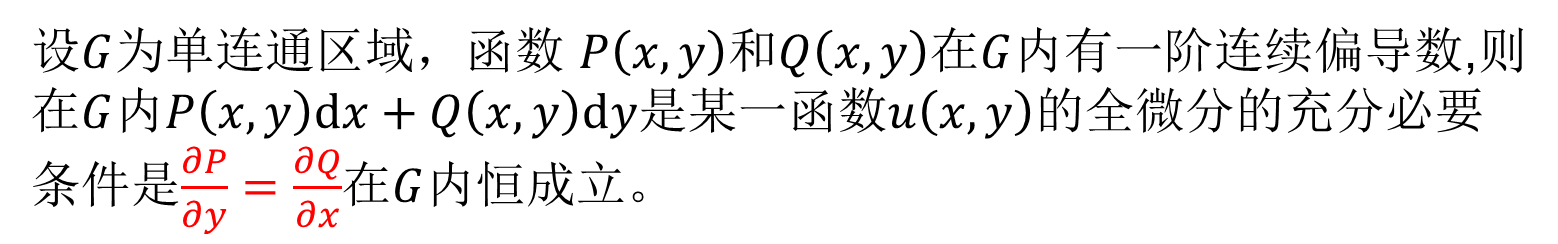 设G为单连通区域，函数 P(x,y)和Q(x,y)在G内有一阶连续偏导数,则
在G内P(x,y)dx + Q(x,y)dy是某一函数u(x,y)的全微分的充分必要
条件是∂P/∂y = ∂Q/∂x在G内恒成立。